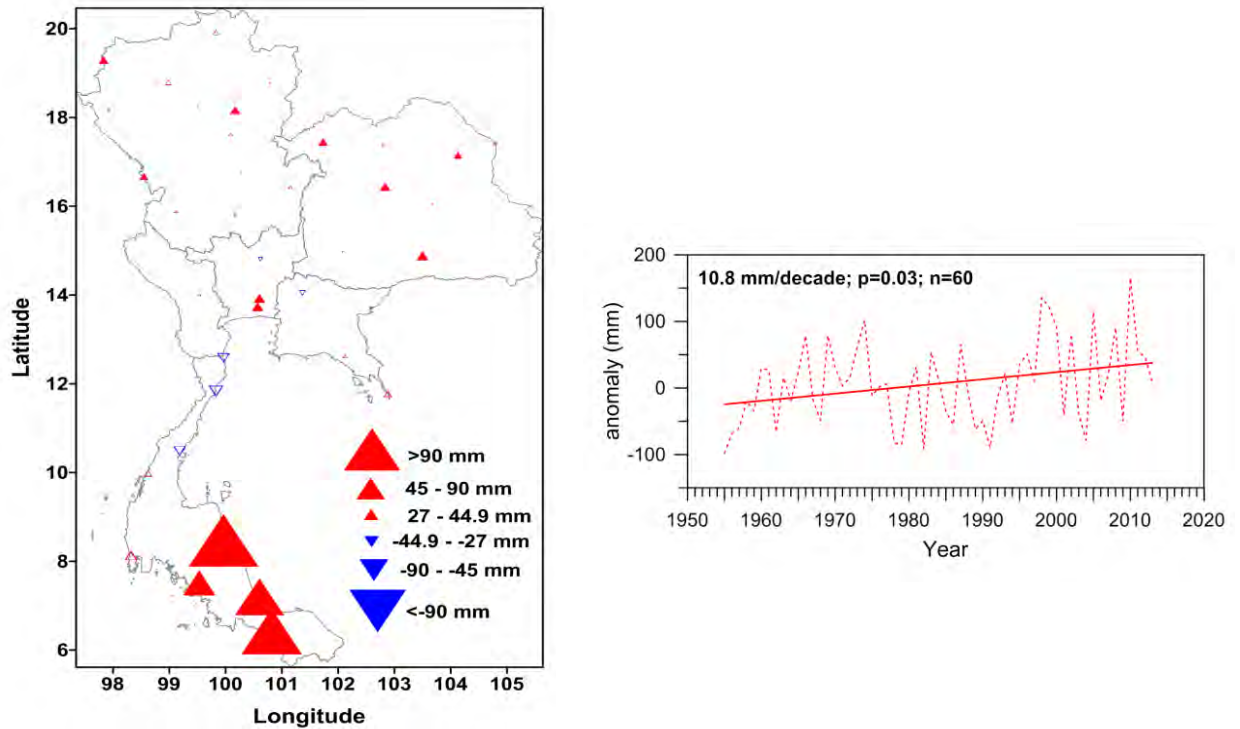 20
18
16
14
12
10
8
6
Latitude
98 99 100 101 102 103 104 105
Longitude
>90 mm
45 - 90 mm
27 - 44.9 mm
-44.9 - -27 mm
-90 - -45 mm
<-90 mm
10.8 mm/decade; p=0.03; n=60
200
100
0
-100
anomaly (mm)
1950 1960 1970 1980 1990 2000 2010 2020
Year